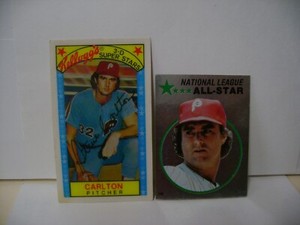 Kellogg's
3-D
SUPER STARS
CARLTON
PITCHER
NATIONAL LEAGUE
ALL-STAR